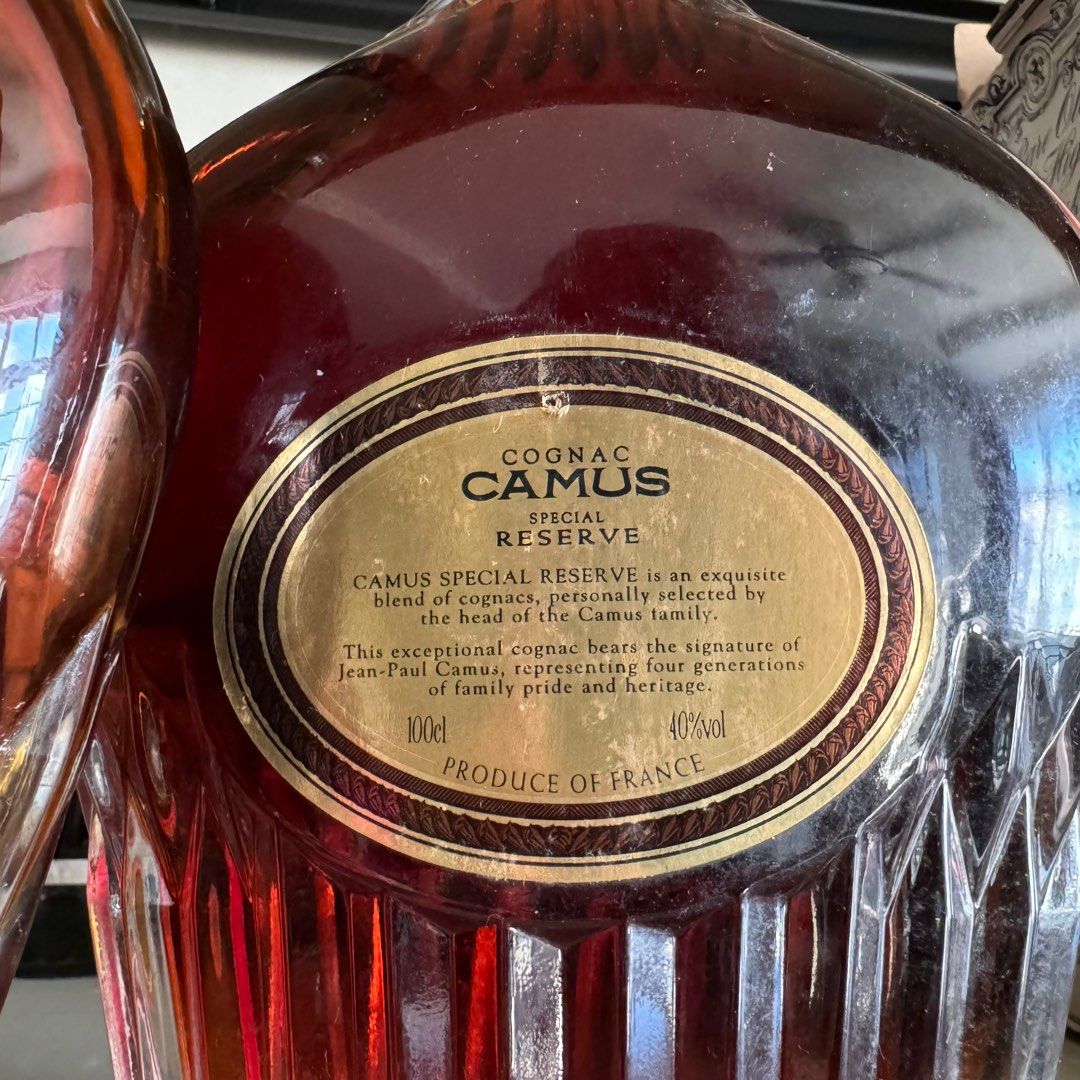 COGNAC
CAMUS
SPECIAL
RESERVE
CAMUS SPECIAL RESERVE is an exquisite
blend of cognacs, personally selected by
the head of the Camus family.
This exceptional cognac bears the signature of
Jean-Paul Camus, representing four generations
of family pride and heritage.
100cl 40%vol
PRODUCE OF FRANCE